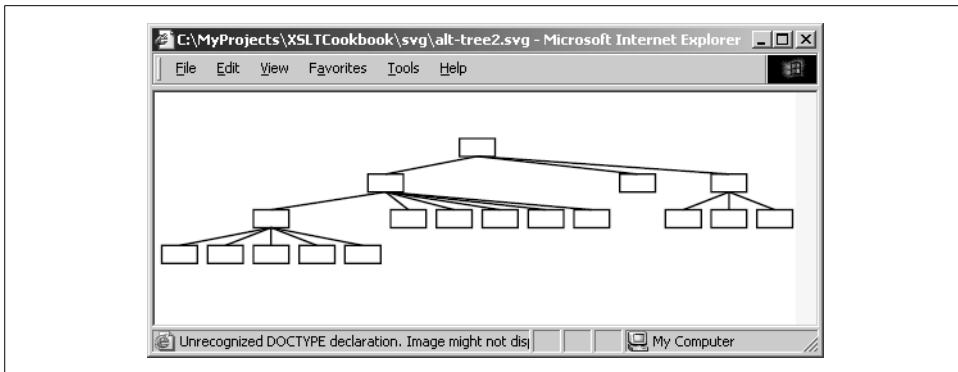 C:\MyProjects\XSLTCookbook\svg\alt-tree2.svg - Microsoft Internet Explorer
File Edit View Favorites Tools Help
Unrecognized DOCTYPE declaration. Image might not disp
My Computer